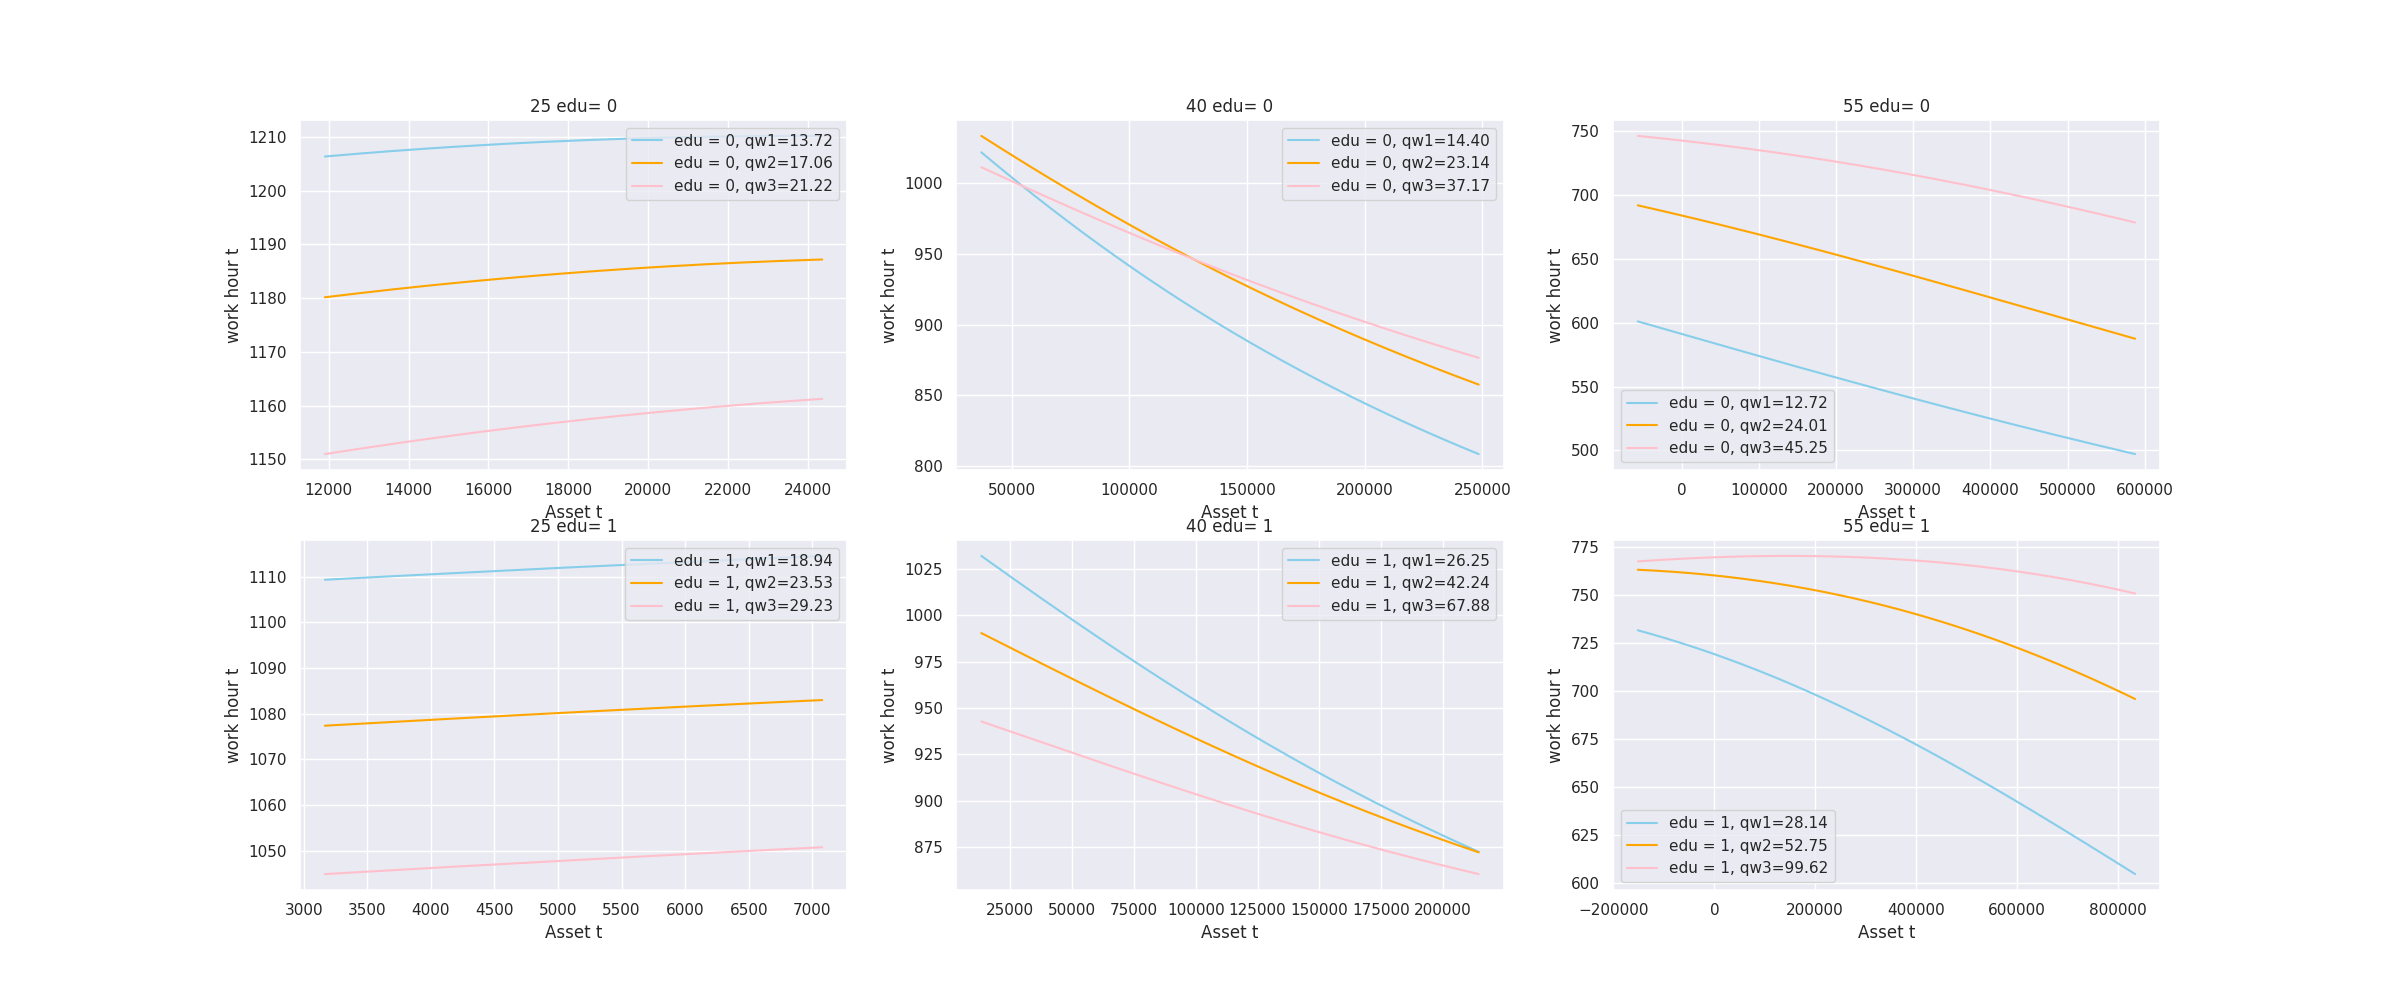 25 edu= 0
1210
1200
1190
1180
1170
1160
1150
work hour t
edu = 0, qw1=13.72
edu = 0, qw2=17.06
edu = 0, qw3=21.22
12000 14000 16000 18000 20000 22000 24000
Asset t
40 edu= 0
1000
950
900
850
800
work hour t
edu = 0, qw1=14.40
edu = 0, qw2=23.14
edu = 0, qw3=37.17
50000 100000 150000 200000 250000
Asset t
55 edu= 0
750
700
650
600
550
500
work hour t
edu = 0, qw1=12.72
edu = 0, qw2=24.01
edu = 0, qw3=45.25
0 100000 200000 300000 400000 500000 600000
Asset t
25 edu= 1
1110
1100
1090
1080
1070
1060
1050
work hour t
edu = 1, qw1=18.94
edu = 1, qw2=23.53
edu = 1, qw3=29.23
3000 3500 4000 4500 5000 5500 6000 6500 7000
Asset t
40 edu= 1
1025
1000
975
950
925
900
875
work hour t
edu = 1, qw1=26.25
edu = 1, qw2=42.24
edu = 1, qw3=67.88
25000 50000 75000 100000 125000 150000 175000 200000
Asset t
55 edu= 1
775
750
725
700
675
650
625
600
work hour t
edu = 1, qw1=28.14
edu = 1, qw2=52.75
edu = 1, qw3=99.62
−200000 0 200000 400000 600000 800000
Asset t